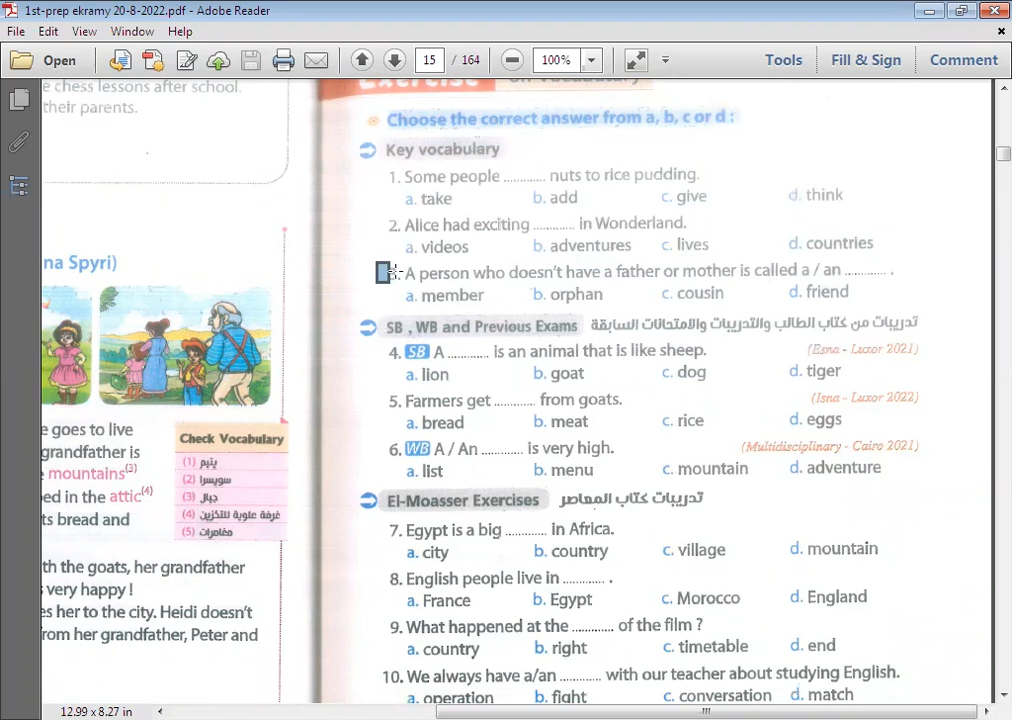 1st-prep ekramy 20-8-2022.pdf - Adobe Reader
File Edit View Window Help
Open 15 / 164 100% Tools Fill & Sign Comment
e chess lessons after school.
their parents.
na Spyri)
e goes to live
grandfather is
e mountains(3)
ped in the attic(4)
ts bread and
th the goats, her grandfather
s very happy !
es her to the city. Heidi doesn't
from her grandfather, Peter and
Check Vocabulary
(1) يتيم
(2) سويسرا
(3) جبال
(4) غرفة علوية للتخزين
(5) مغامرات
Exercise on Vocabulary
Choose the correct answer from a, b, c or d :
Key vocabulary
1. Some people ........... nuts to rice pudding.
a. take b. add c. give d. think
2. Alice had exciting ........... in Wonderland.
a. videos b. adventures c. lives d. countries
3. A person who doesn't have a father or mother is called a / an ........... .
a. member b. orphan c. cousin d. friend
SB , WB and Previous Exams تدريبات من كتاب الطالب والتدريبات والامتحانات السابقة
4. SB A ........... is an animal that is like sheep. (Esna - Luxor 2021)
a. lion b. goat c. dog d. tiger
5. Farmers get ........... from goats. (Isna - Luxor 2022)
a. bread b. meat c. rice d. eggs
6. WB A / An ........... is very high. (Multidisciplinary - Cairo 2021)
a. list b. menu c. mountain d. adventure
El-Moasser Exercises تدريبات كتاب المعاصر
7. Egypt is a big ........... in Africa.
a. city b. country c. village d. mountain
8. English people live in ........... .
a. France b. Egypt c. Morocco d. England
9. What happened at the ........... of the film ?
a. country b. right c. timetable d. end
10. We always have a/an ........... with our teacher about studying English.
a. operation b. fight c. conversation d. match
12.99 x 8.27 in